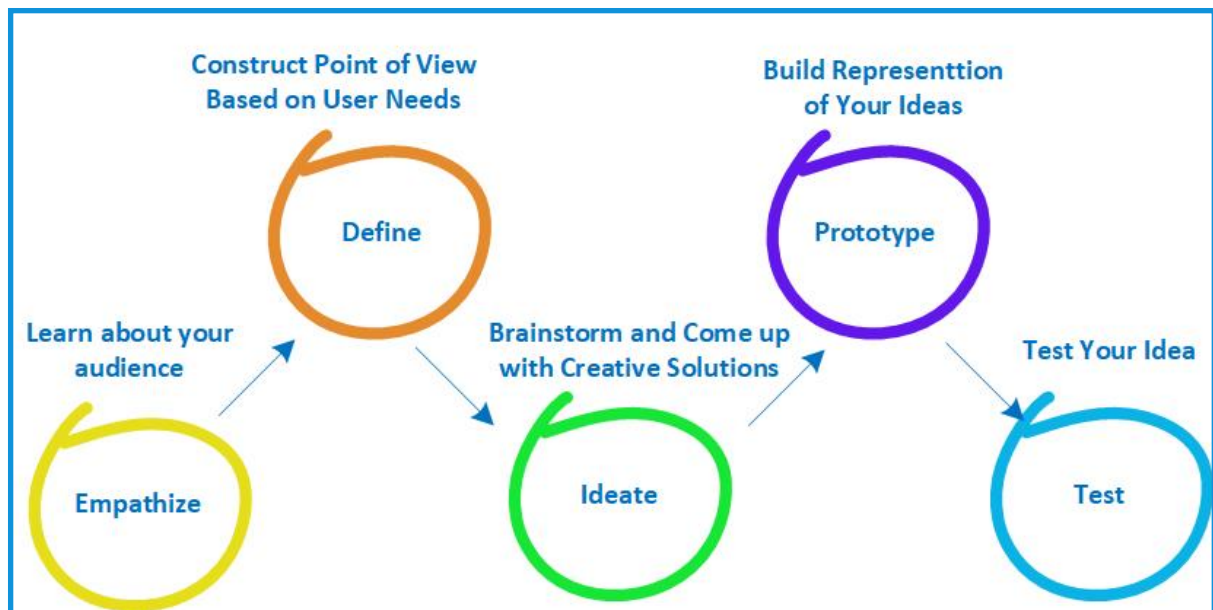 Construct Point of View
Based on User Needs
Define
Build Representtion
of Your Ideas
Prototype
Learn about your
audience
Empathize
Brainstorm and Come up
with Creative Solutions
Ideate
Test Your Idea
Test